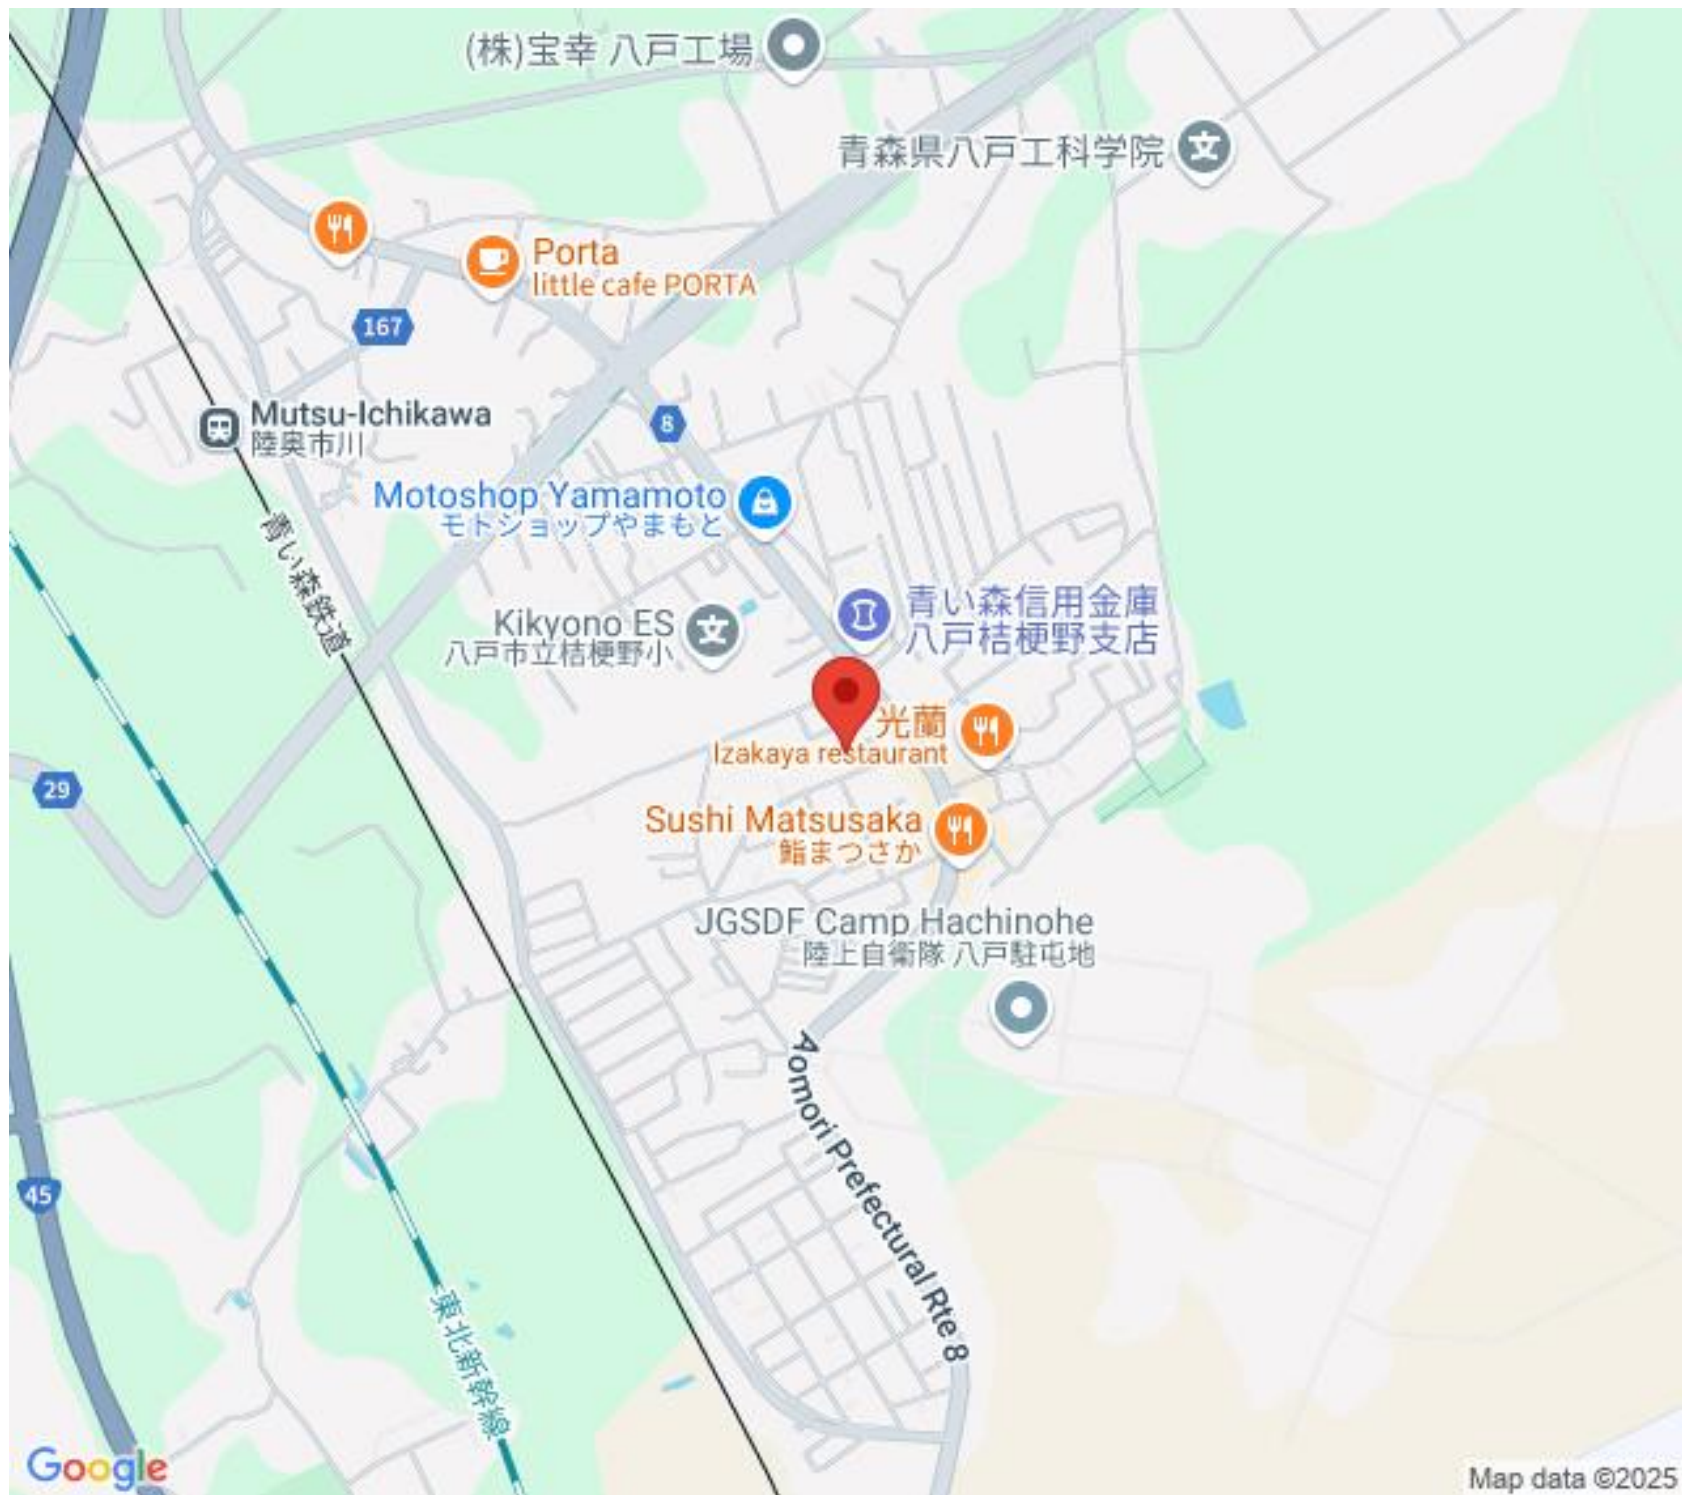 (株)宝幸 八戸工場
青森県八戸工科学院
Porta
little cafe PORTA
167
Mutsu-Ichikawa
陸奥市川
8
Motoshop Yamamoto
モトショップやまもと
青い森鉄道
Kikyono ES
八戸市立桔梗野小
青い森信用金庫
八戸桔梗野支店
光蘭
Izakaya restaurant
29
Sushi Matsusaka
鮨まつさか
JGSDF Camp Hachinohe
陸上自衛隊 八戸駐屯地
Aomori Prefectural Rte 8
45
東北新幹線
Google
Map data ©2025